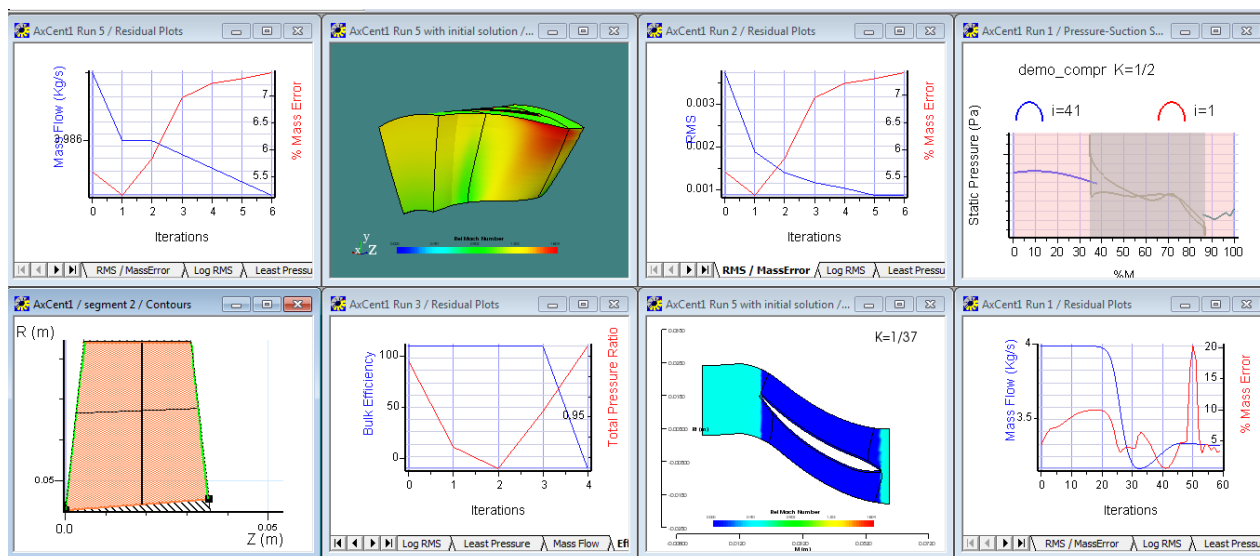 AxCent1 Run 5 / Residual Plots
Mass Flow (Kg/s)
% Mass Error
7
6
5.5
0 1 2 3 4 5 6
Iterations
RMS / MassError
Log RMS
Least Pressu
AxCent1 Run 5 with initial solution /...
y
x
Z
Rel Mach Number
AxCent1 Run 2 / Residual Plots
RMS
% Mass Error
0.003
0.002
0.001
7
6
5.5
0 1 2 3 4 5 6
Iterations
RMS / MassError
Log RMS
Least Pressu
AxCent1 Run 1 / Pressure-Suction S...
demo_compr K=1/2
i=41
i=1
Static Pressure (Pa)
0 10 20 30 40 50 60 70 80 90 100
%M
AxCent1 / segment 2 / Contours
R (m)
0.05
0.0
0.05
Z (m)
AxCent1 Run 3 / Residual Plots
Bulk Efficiency
Total Pressure Ratio
100
50
0
0.95
0 1 2 3 4
Iterations
Log RMS
Least Pressure
Mass Flow
Eff
AxCent1 Run 5 with initial solution /...
K=1/37
Rel Mach Number
M (m)
AxCent1 Run 1 / Residual Plots
Mass Flow (Kg/s)
% Mass Error
4
3.5
20
15
10
5
0 10 20 30 40 50 60
Iterations
RMS / MassError
Log RMS
Least Pressu